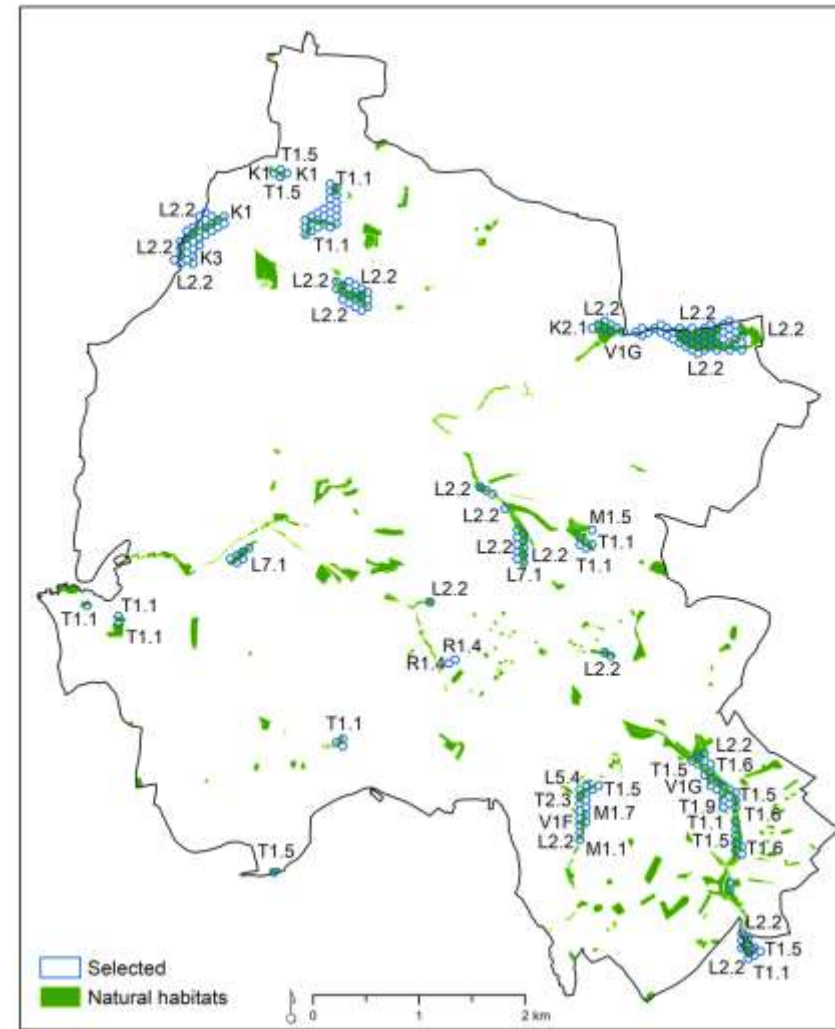 T1.5
K1 K1
T1.5
T1.1
L2.2 K1
T1.1
L2.2
K3
L2.2
L2.2 L2.2
L2.2
L2.2 L2.2
K2.1 L2.2
V1G
L2.2
L2.2
L2.2
M1.5
L2.2 L2.2 T1.1
T1.1
L7.1
L7.1
L2.2
T1.1 T1.1
T1.1
R1.4
R1.4
L2.2
T1.1
L2.2
T1.5 T1.6
L5.4 T1.5 V1G
T2.3 T1.9 T1.5
V1F M1.7 T1.1 T1.6
L2.2 T1.5
M1.1 T1.6
T1.5
L2.2
T1.5
L2.2 T1.1
Selected
Natural habitats
0 1 2 km